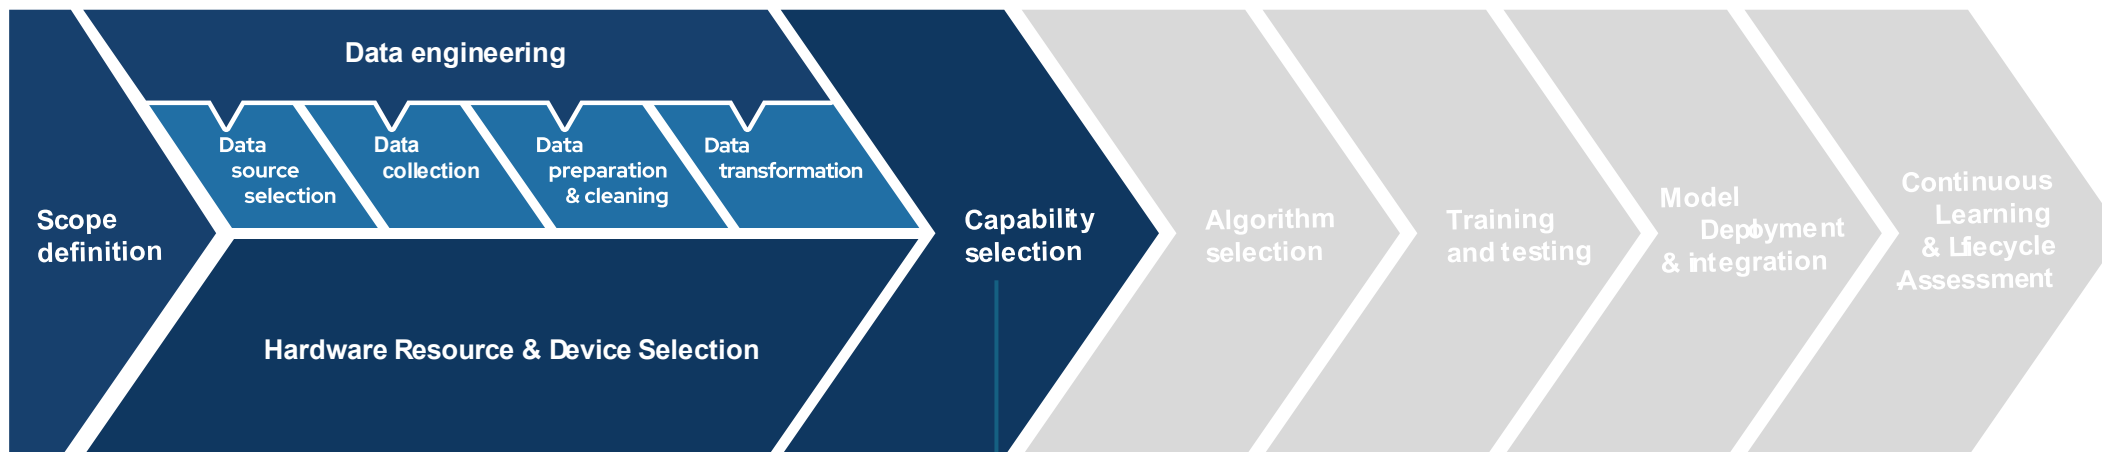 Data engineering
Data
source
selection
Data
collection
Data
preparation
& cleaning
Data
transformation
Scope
definition
Hardware Resource & Device Selection
Capability
selection
Algorithm
selection
Training
and testing
Model
Deployment
& integration
Continuous
Learning
& Lifecycle
Assessment